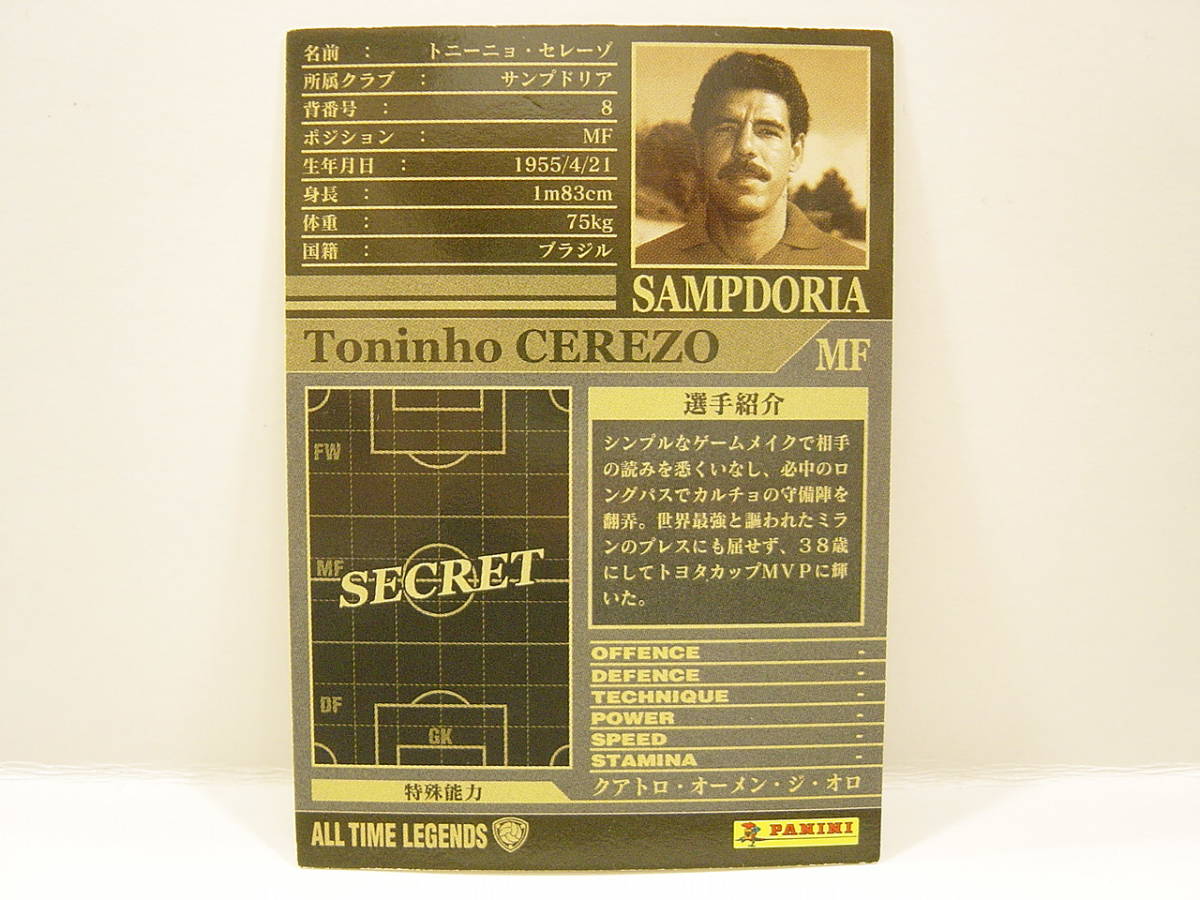 名前 : トニーニョ・セレーゾ
所属クラブ : サンプドリア
背番号 : 8
ポジション : MF
生年月日 : 1955/4/21
身長 : 1m83cm
体重 : 75kg
国籍 : ブラジル
SAMPDORIA
Toninho CEREZO
MF
FW
MF
SECRET
DF
GK
選手紹介
シンプルなゲームメイクで相手
の読みを悉くいなし、必中のロ
ングパスでカルチョの守備陣を
翻弄。世界最強と謳われたミラ
ンのプレスにも屈せず、38歳
にしてトヨタカップMVPに輝
いた。
OFFENCE -
DEFENCE -
TECHNIQUE -
POWER -
SPEED -
STAMINA -
特殊能力 クアトロ・オーメン・ジ・オロ
ALL TIME LEGENDS
PANINI